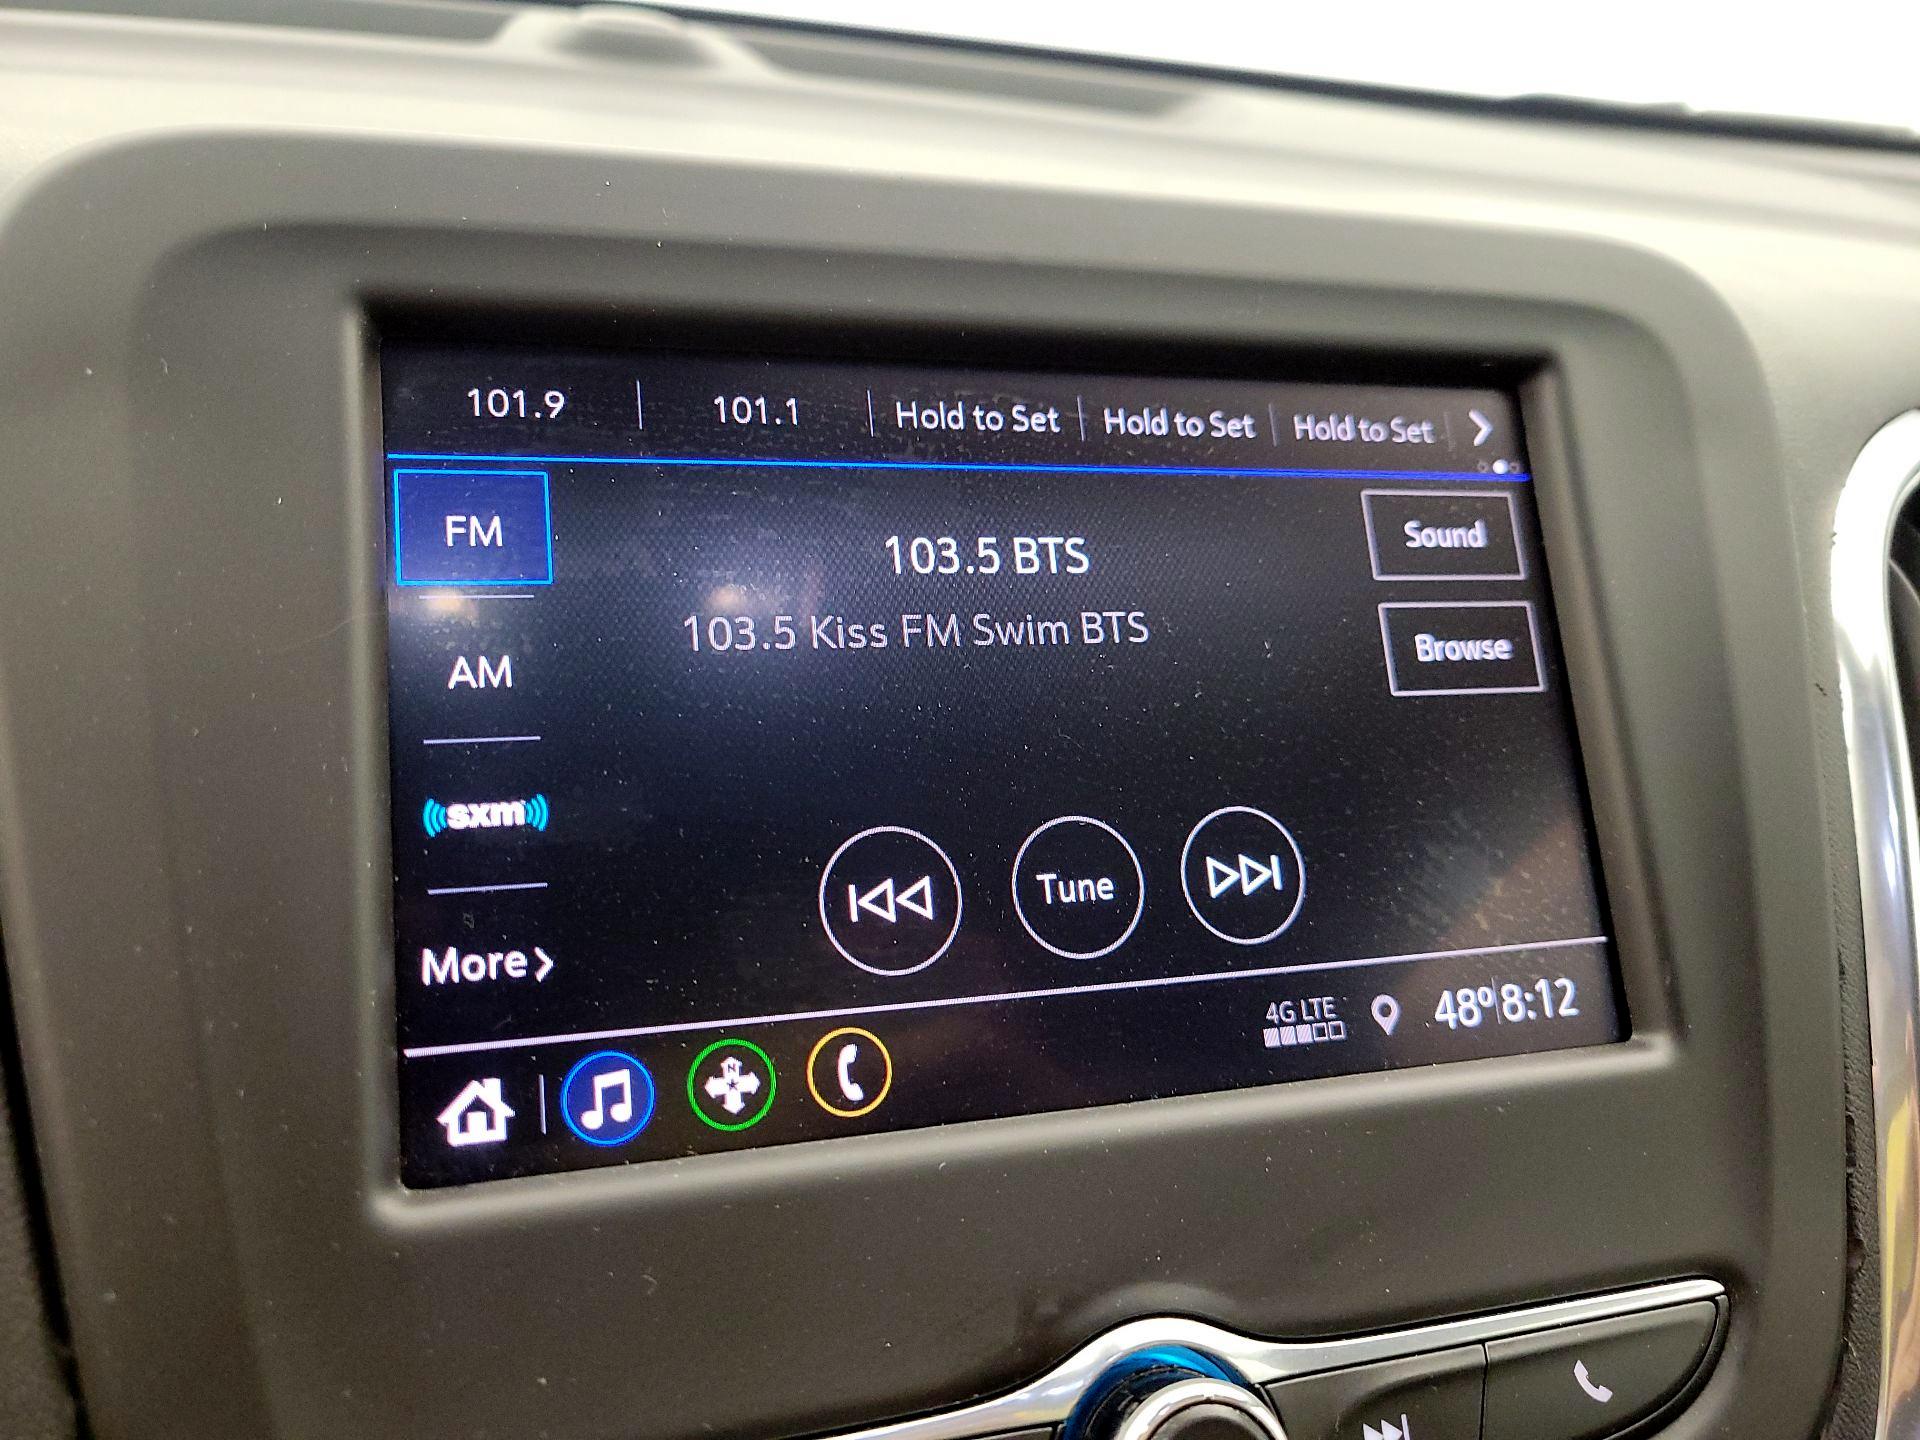 101.9 101.1 Hold to Set Hold to Set Hold to Set
FM
103.5 BTS
Sound
103.5 Kiss FM Swim BTS
Browse
AM
sxm
Tune
More
4G LTE 48° 8:12
N